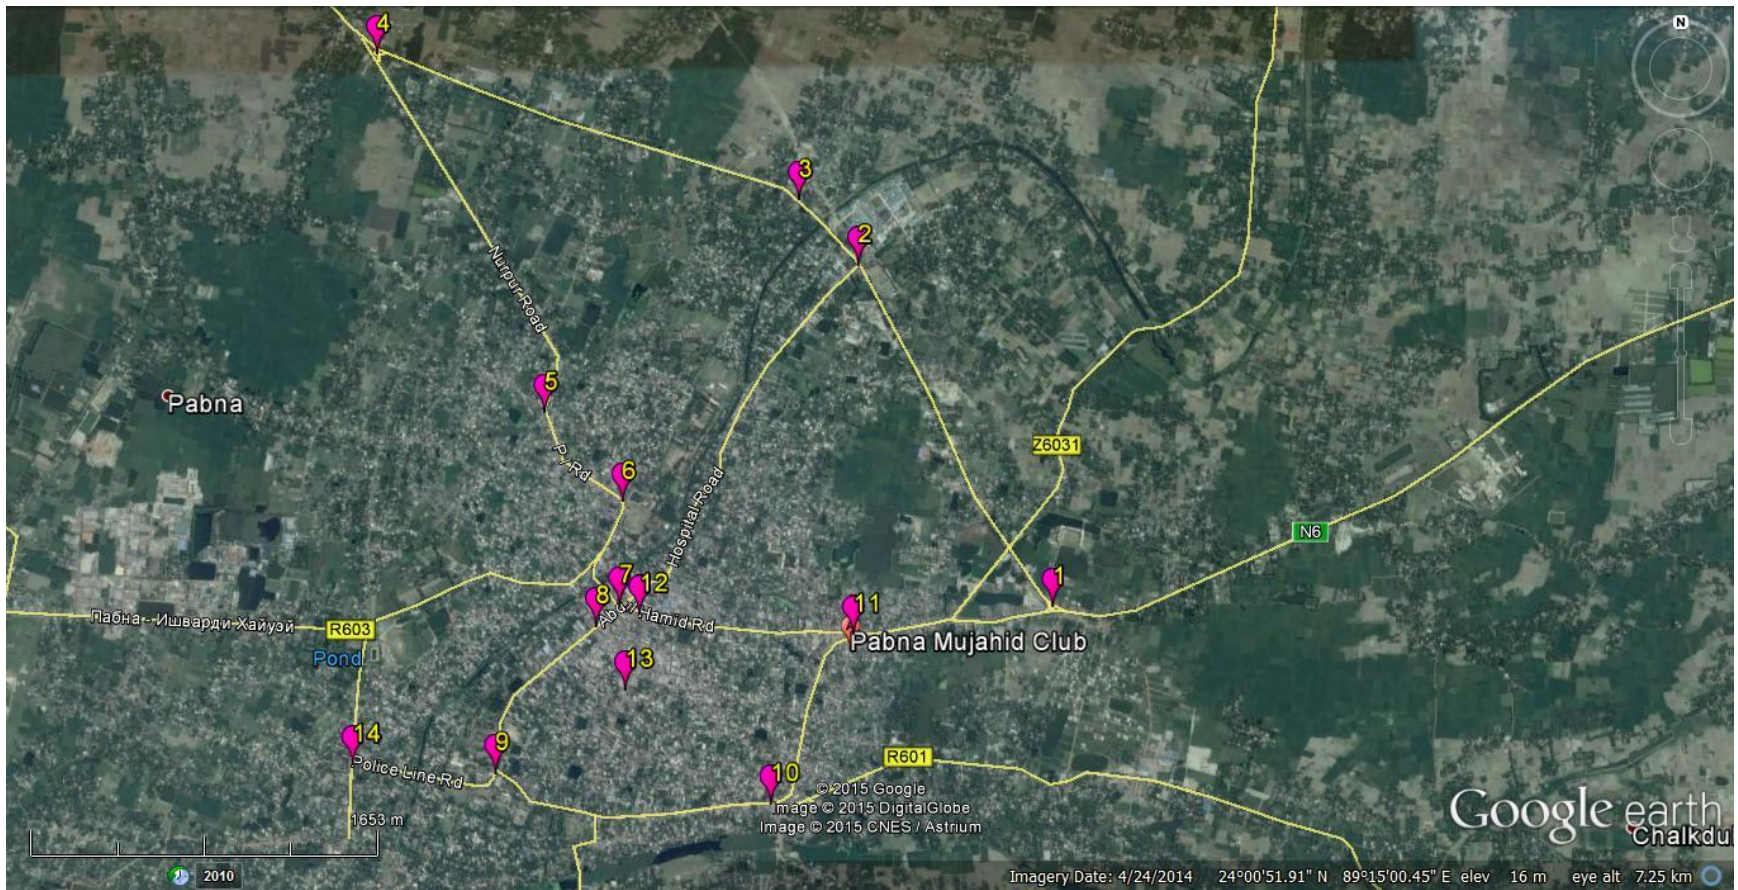 N
4
3
2
Nurpur Road
5
Pabna
Z6031
P, Rd
6
Hospital Road
N6
7
12
1
8
11
Abdul Hamid Rd
Пабна - Ишварди Хайуэй
R603
Pabna Mujahid Club
Pond
13
14
9
R601
Police Line Rd
10
© 2015 Google
Image © 2015 DigitalGlobe
Image © 2015 CNES / Astrium
Google earth
1653 m
Chalkdul
2010
Imagery Date: 4/24/2014 24°00'51.91" N 89°15'00.45" E elev 16 m eye alt 7.25 km